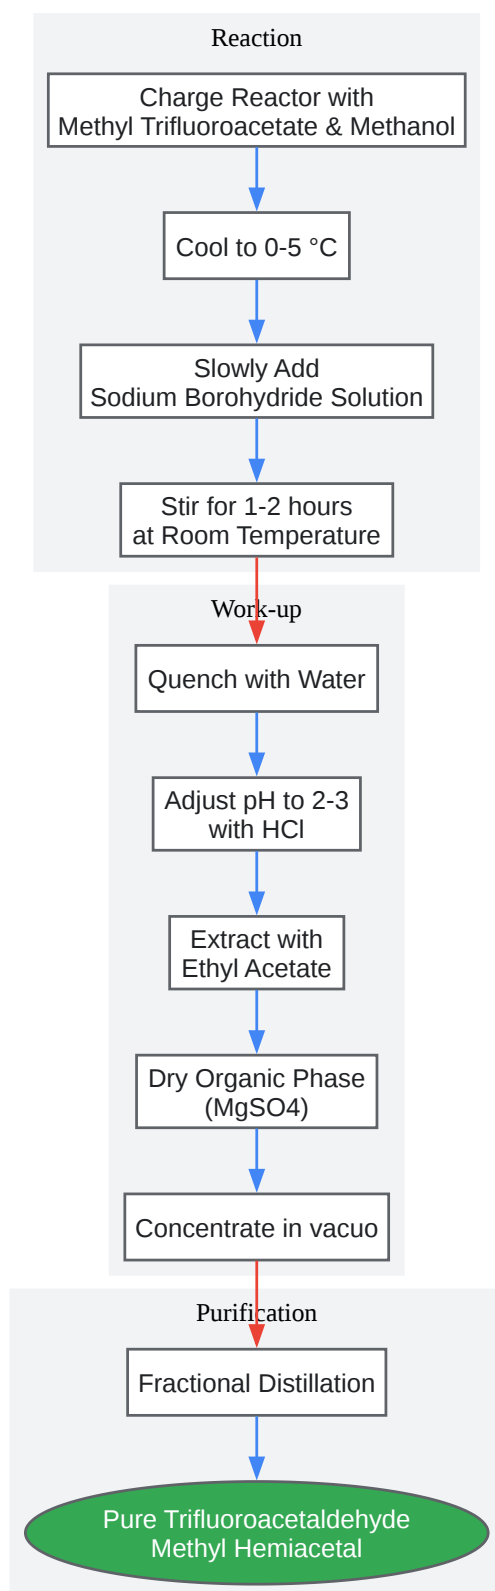 Reaction
Charge Reactor with
Methyl Trifluoroacetate & Methanol
Cool to 0-5 °C
Slowly Add
Sodium Borohydride Solution
Stir for 1-2 hours
at Room Temperature
Work-up
Quench with Water
Adjust pH to 2-3
with HCl
Extract with
Ethyl Acetate
Dry Organic Phase
(MgSO4)
Concentrate in vacuo
Purification
Fractional Distillation
Pure Trifluoroacetaldehyde
Methyl Hemiacetal